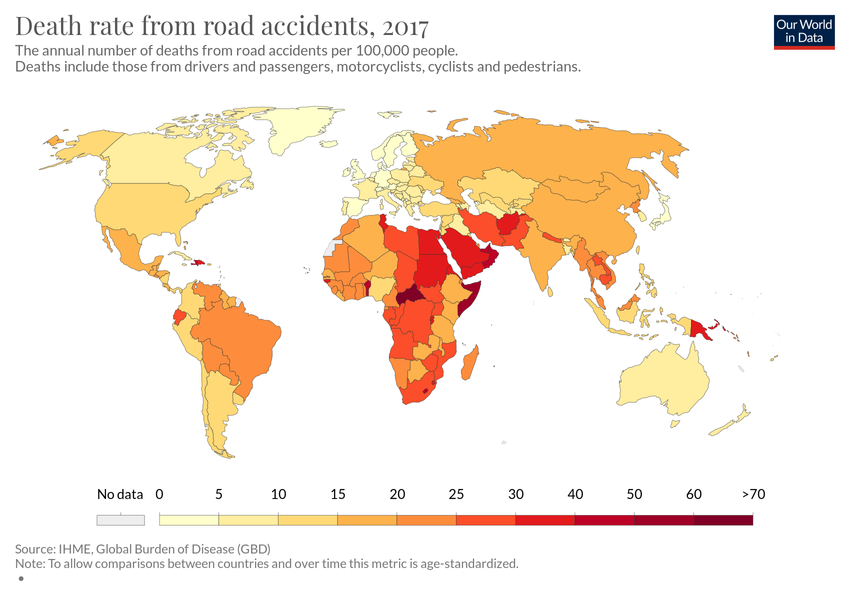 Death rate from road accidents, 2017
The annual number of deaths from road accidents per 100,000 people.
Deaths include those from drivers and passengers, motorcyclists, cyclists and pedestrians.
Our World
in Data
No data 0 5 10 15 20 25 30 40 50 60 >70
Source: IHME, Global Burden of Disease (GBD)
Note: To allow comparisons between countries and over time this metric is age-standardized.